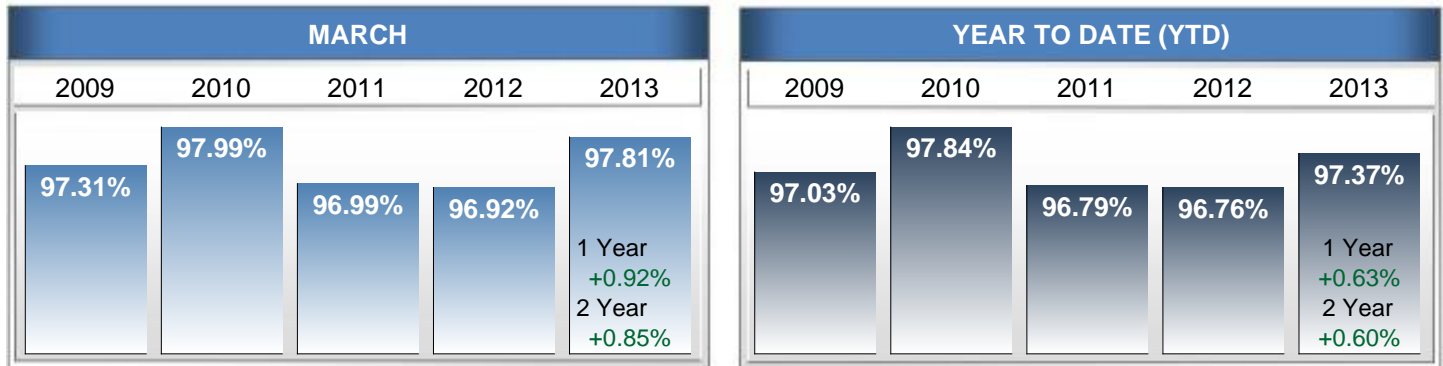 MARCH
2009 2010 2011 2012 2013
97.31% 97.99% 96.99% 96.92% 97.81%
1 Year
+0.92%
2 Year
+0.85%
YEAR TO DATE (YTD)
2009 2010 2011 2012 2013
97.03% 97.84% 96.79% 96.76% 97.37%
1 Year
+0.63%
2 Year
+0.60%